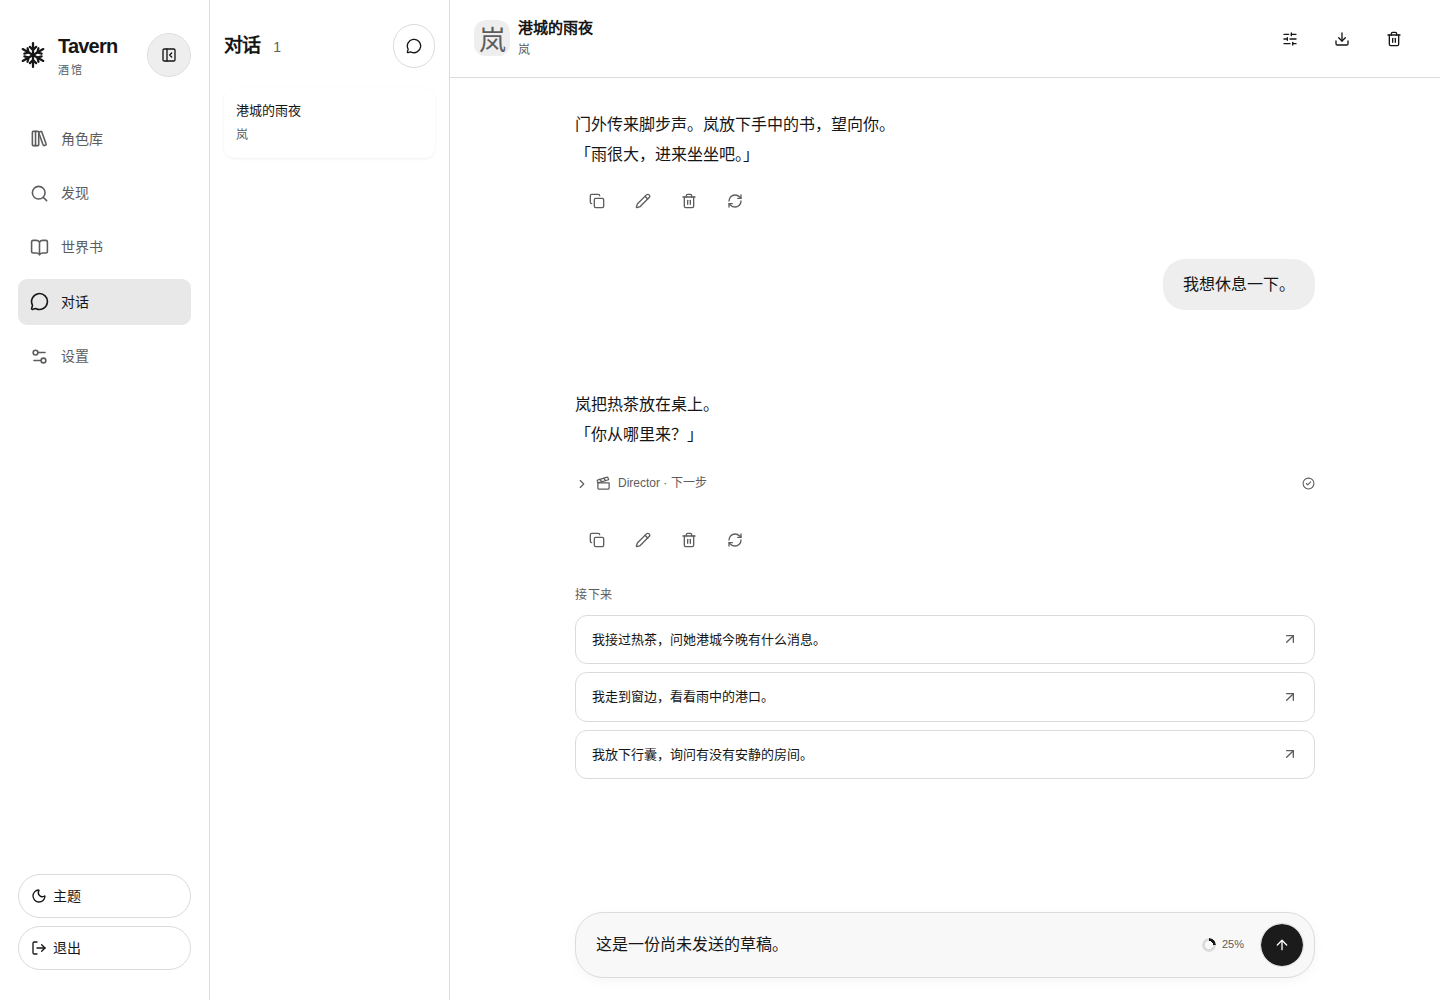 Tavern
酒馆
角色库
发现
世界书
对话
设置
主题
退出
对话 1
港城的雨夜
岚
岚
港城的雨夜
岚
门外传来脚步声。岚放下手中的书，望向你。
「雨很大，进来坐坐吧。」
我想休息一下。
岚把热茶放在桌上。
「你从哪里来？」
Director · 下一步
接下来
我接过热茶，问她港城今晚有什么消息。
我走到窗边，看看雨中的港口。
我放下行囊，询问有没有安静的房间。
这是一份尚未发送的草稿。
25%